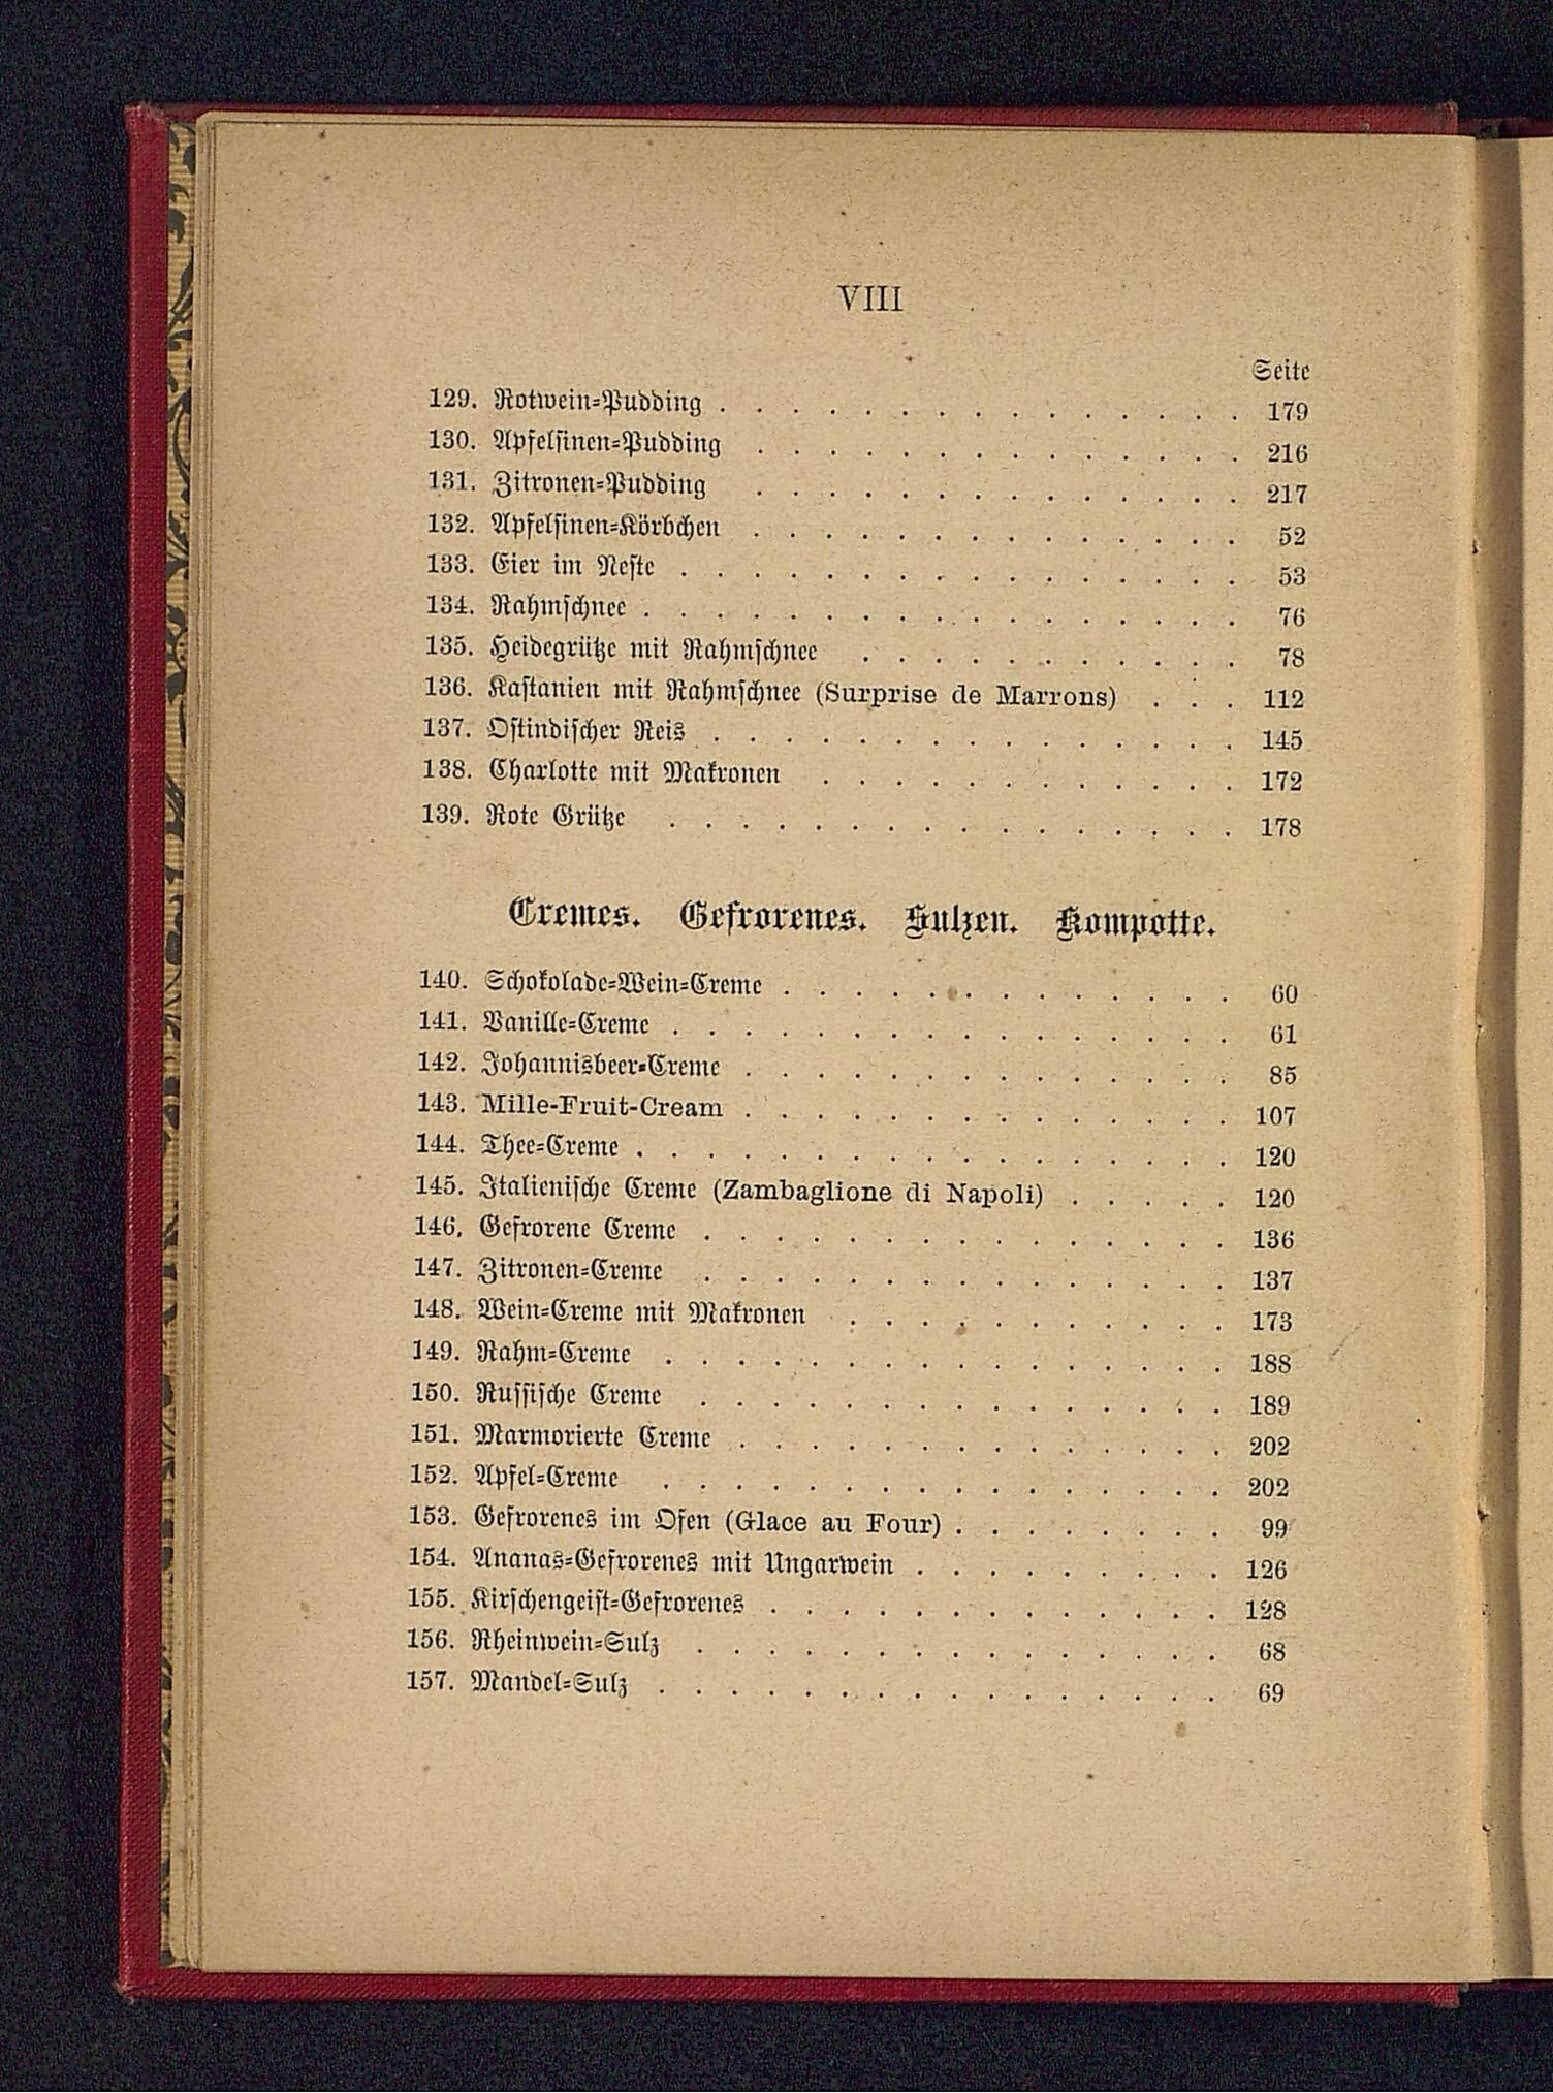 VIII
Seite
129. Rotwein-Pudding . . . . . . . . . . . . . . . 179
130. Apfelsinen-Pudding . . . . . . . . . . . . . . 216
131. Zitronen-Pudding . . . . . . . . . . . . . . 217
132. Apfelsinen-Körbchen . . . . . . . . . . . . . . 52
133. Eier im Neste . . . . . . . . . . . . . . . . 53
134. Rahmschnee . . . . . . . . . . . . . . . . . 76
135. Heidegrütze mit Rahmschnee . . . . . . . . . . . 78
136. Kastanien mit Rahmschnee (Surprise de Marrons) . . . 112
137. Ostindischer Reis . . . . . . . . . . . . . . . 145
138. Charlotte mit Makronen . . . . . . . . . . . . 172
139. Rote Grütze . . . . . . . . . . . . . . . . 178
Cremes. Gefrorenes. Sulzen. Kompotte.
140. Schokolade-Wein-Creme . . . . . . . . . . . . . 60
141. Vanille-Creme . . . . . . . . . . . . . . . . 61
142. Johannisbeer-Creme . . . . . . . . . . . . . . 85
143. Mille-Fruit-Cream . . . . . . . . . . . . . . 107
144. Thee-Creme . . . . . . . . . . . . . . . . . 120
145. Italienische Creme (Zambaglione di Napoli) . . . . . 120
146. Gefrorene Creme . . . . . . . . . . . . . . . 136
147. Zitronen-Creme . . . . . . . . . . . . . . . 137
148. Wein-Creme mit Makronen . . . . . . . . . . . 173
149. Rahm-Creme . . . . . . . . . . . . . . . . 188
150. Russische Creme . . . . . . . . . . . . . . . 189
151. Marmorierte Creme . . . . . . . . . . . . . . 202
152. Apfel-Creme . . . . . . . . . . . . . . . . 202
153. Gefrorenes im Ofen (Glace au Four) . . . . . . . . 99
154. Ananas-Gefrorenes mit Ungarwein . . . . . . . . . 126
155. Kirschengeist-Gefrorenes . . . . . . . . . . . . . 128
156. Rheinwein-Sulz . . . . . . . . . . . . . . . 68
157. Mandel-Sulz . . . . . . . . . . . . . . . . 69